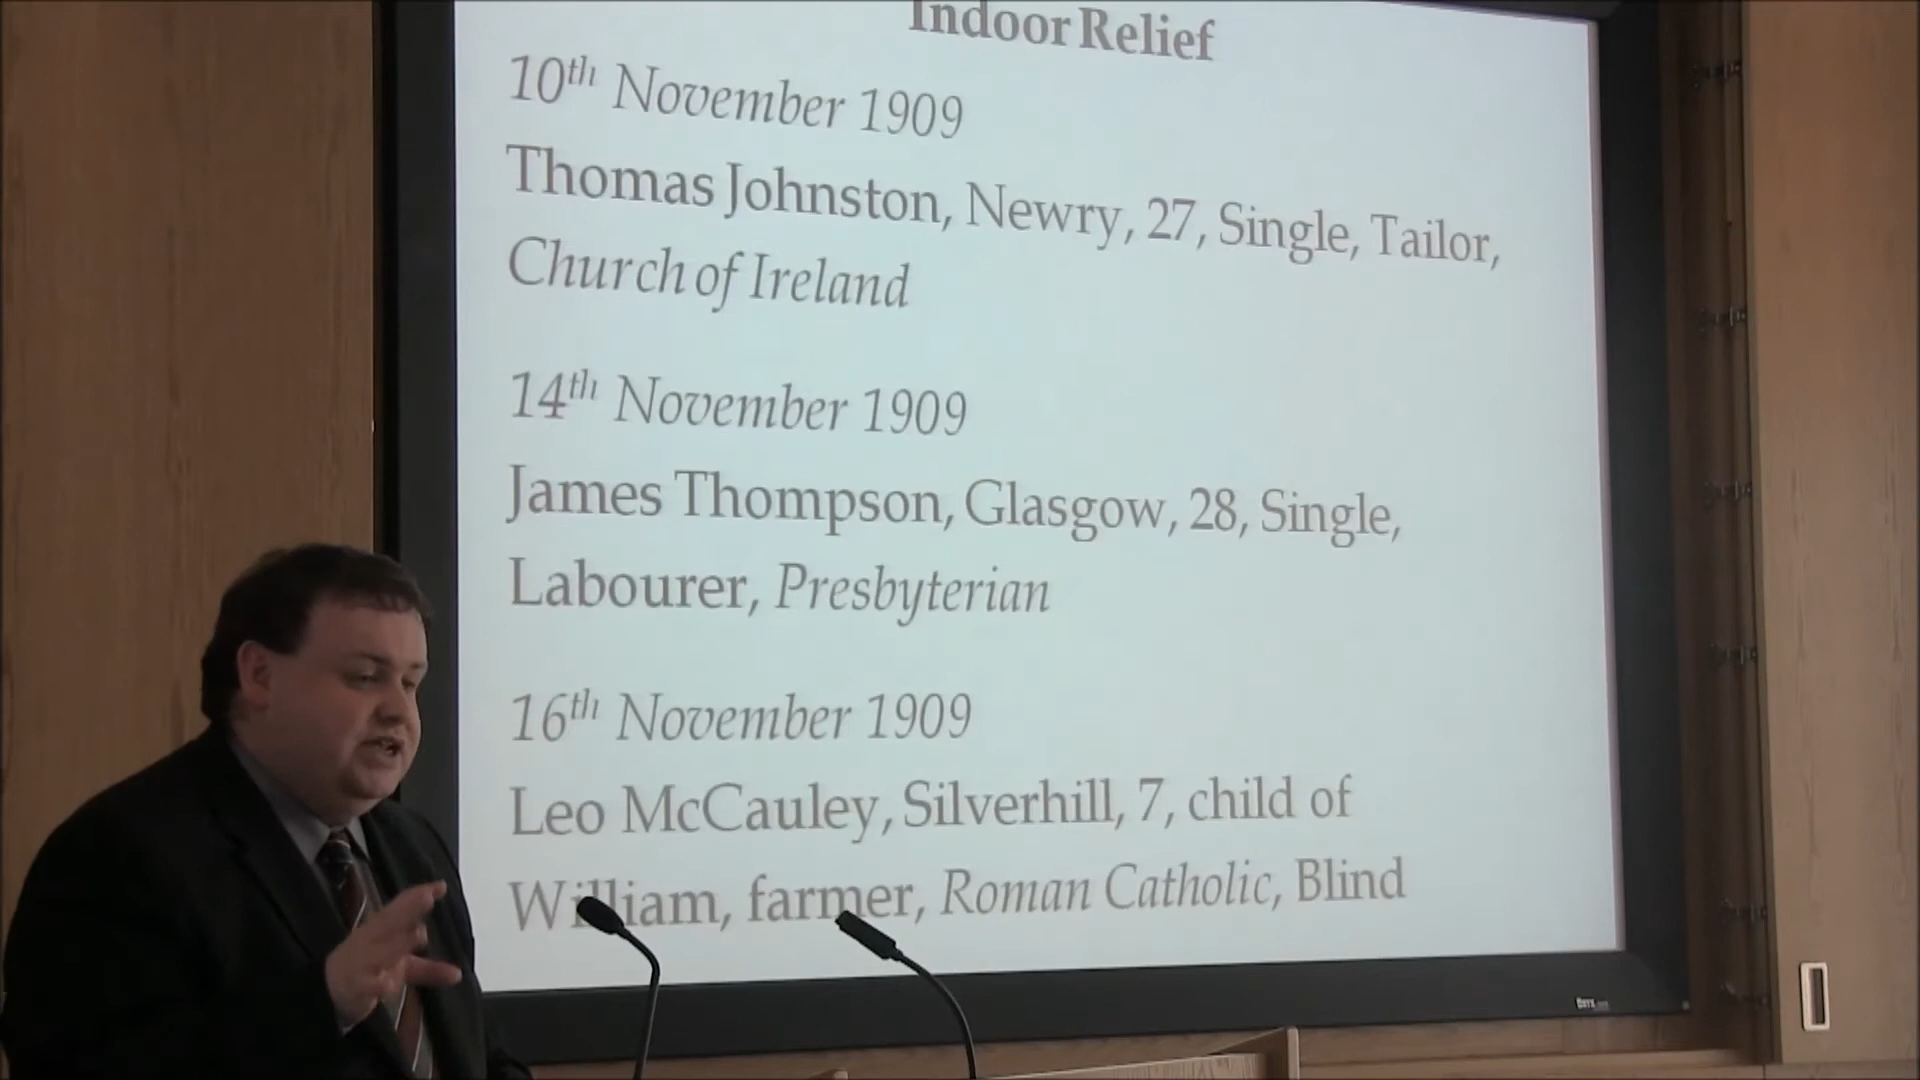 Indoor Relief
10th November 1909
Thomas Johnston, Newry, 27, Single, Tailor,
Church of Ireland
14th November 1909
James Thompson, Glasgow, 28, Single,
Labourer, Presbyterian
16th November 1909
Leo McCauley, Silverhill, 7, child of
William, farmer, Roman Catholic, Blind